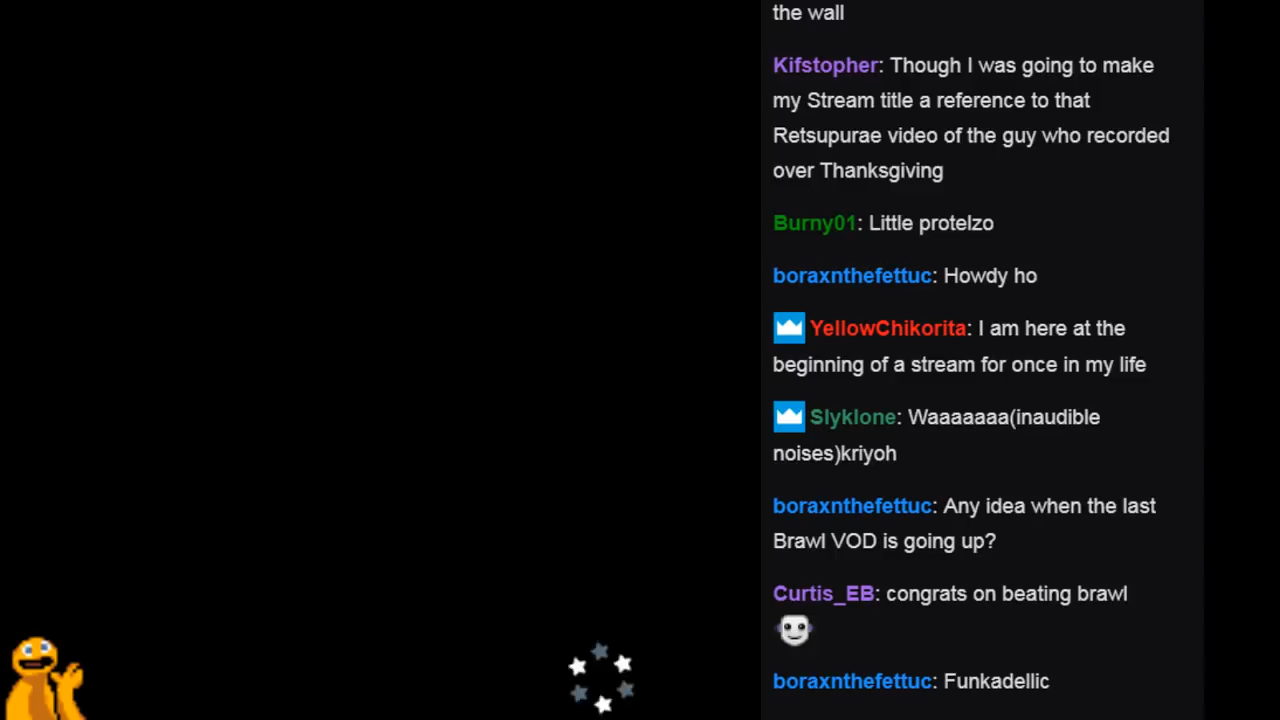 the wall
Kifstopher: Though I was going to make
my Stream title a reference to that
Retsupurae video of the guy who recorded
over Thanksgiving
Burny01: Little protelzo
boraxnthefettuc: Howdy ho
YellowChikorita: I am here at the
beginning of a stream for once in my life
Slyklone: Waaaaaaa(inaudible
noises)kriyoh
boraxnthefettuc: Any idea when the last
Brawl VOD is going up?
Curtis_EB: congrats on beating brawl
boraxnthefettuc: Funkadellic